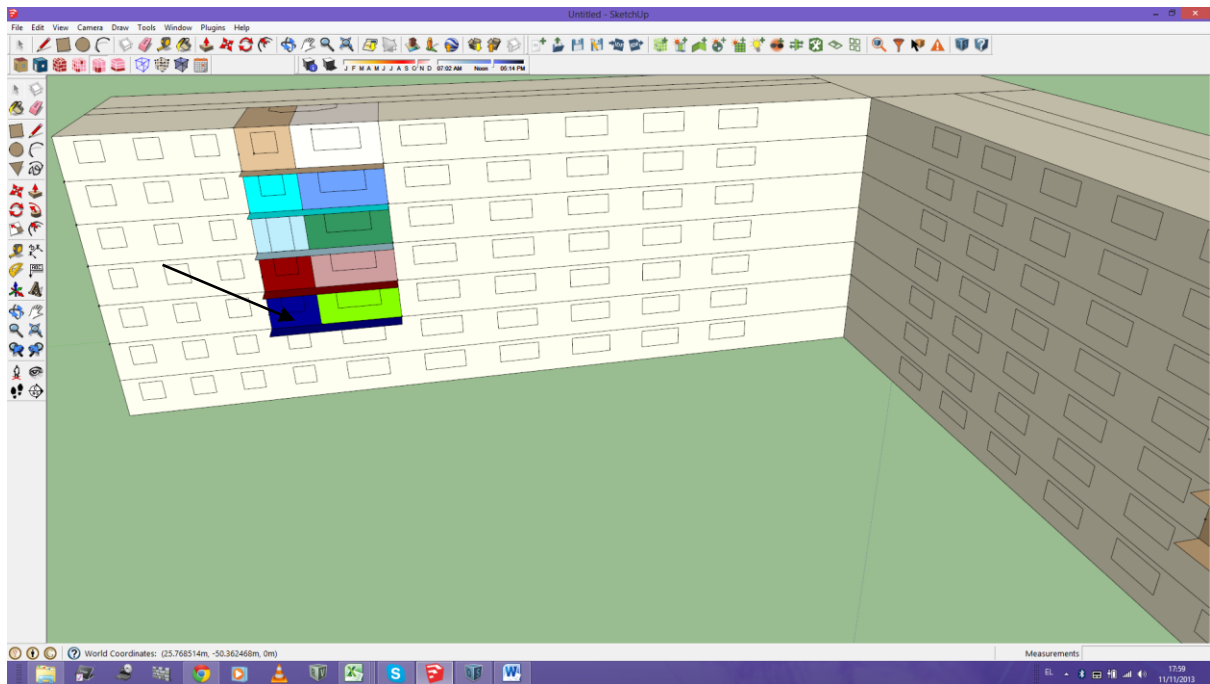 Untitled - SketchUp
File Edit View Camera Draw Tools Window Plugins Help
J F M A M J J A S O N D 07:02 AM Noon 05:14 PM
World Coordinates: (25.768514m, -50.362468m, 0m)
Measurements
EL
17:59
11/11/2013